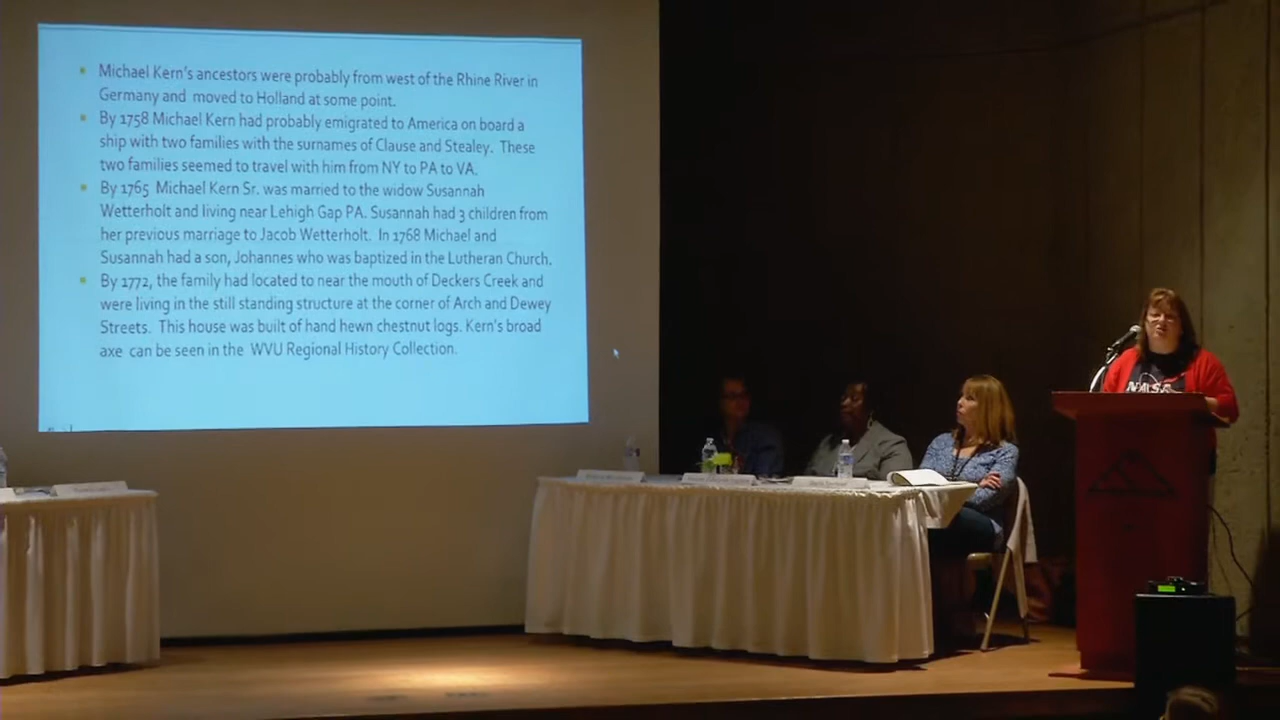 Michael Kern's ancestors were probably from west of the Rhine River in
Germany and moved to Holland at some point.
By 1758 Michael Kern had probably emigrated to America on board a
ship with two families with the surnames of Clause and Stealey. These
two families seemed to travel with him from NY to PA to VA.
By 1765 Michael Kern Sr. was married to the widow Susannah
Wetterholt and living near Lehigh Gap PA. Susannah had 3 children from
her previous marriage to Jacob Wetterholt. In 1768 Michael and
Susannah had a son, Johannes who was baptized in the Lutheran Church.
By 1772, the family had located to near the mouth of Deckers Creek and
were living in the still standing structure at the corner of Arch and Dewey
Streets. This house was built of hand hewn chestnut logs. Kern's broad
axe can be seen in the WVU Regional History Collection.
NASA